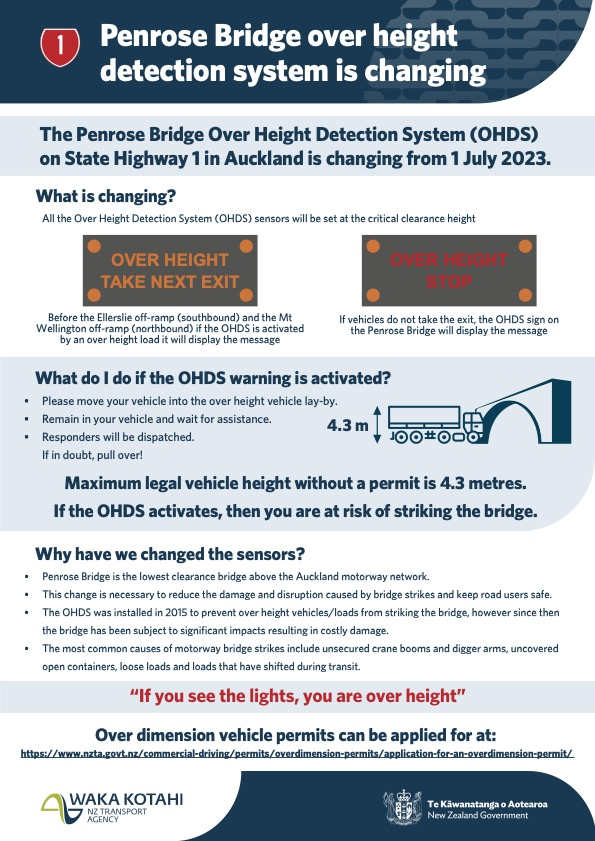 1
Penrose Bridge over height
detection system is changing
The Penrose Bridge Over Height Detection System (OHDS)
on State Highway 1 in Auckland is changing from 1 July 2023.
What is changing?
All the Over Height Detection System (OHDS) sensors will be set at the critical clearance height
OVER HEIGHT
TAKE NEXT EXIT
Before the Ellerslie off-ramp (southbound) and the Mt
Wellington off-ramp (northbound) if the OHDS is activated
by an over height load it will display the message
OVER HEIGHT
STOP
If vehicles do not take the exit, the OHDS sign on
the Penrose Bridge will display the message
What do I do if the OHDS warning is activated?
• Please move your vehicle into the over height vehicle lay-by.
• Remain in your vehicle and wait for assistance.
• Responders will be dispatched.
If in doubt, pull over!
4.3 m
Maximum legal vehicle height without a permit is 4.3 metres.
If the OHDS activates, then you are at risk of striking the bridge.
Why have we changed the sensors?
• Penrose Bridge is the lowest clearance bridge above the Auckland motorway network.
• This change is necessary to reduce the damage and disruption caused by bridge strikes and keep road users safe.
• The OHDS was installed in 2015 to prevent over height vehicles/loads from striking the bridge, however since then
the bridge has been subject to significant impacts resulting in costly damage.
• The most common causes of motorway bridge strikes include unsecured crane booms and digger arms, uncovered
open containers, loose loads and loads that have shifted during transit.
“If you see the lights, you are over height”
Over dimension vehicle permits can be applied for at:
https://www.nzta.govt.nz/commercial-driving/permits/overdimension-permits/application-for-an-overdimension-permit/
WAKA KOTAHI
NZ TRANSPORT
AGENCY
Te Kāwanatanga o Aotearoa
New Zealand Government